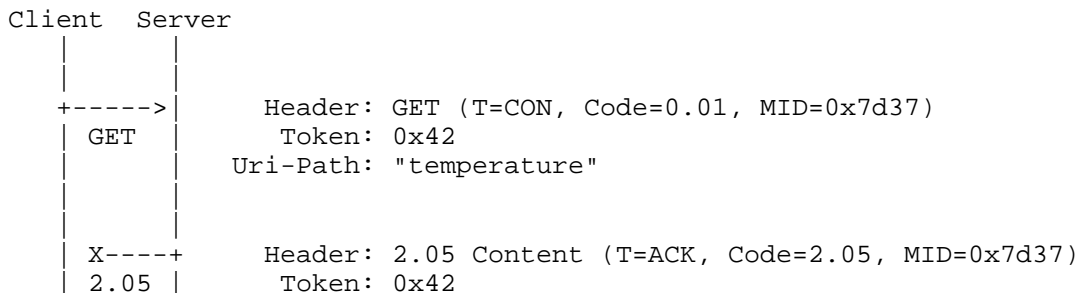 Client  Server
   |      |
   |      |
   +----->|     Header: GET (T=CON, Code=0.01, MID=0x7d37)
   | GET  |      Token: 0x42
   |      |   Uri-Path: "temperature"
   |      |
   |      |
   | X----+     Header: 2.05 Content (T=ACK, Code=2.05, MID=0x7d37)
   | 2.05 |      Token: 0x42